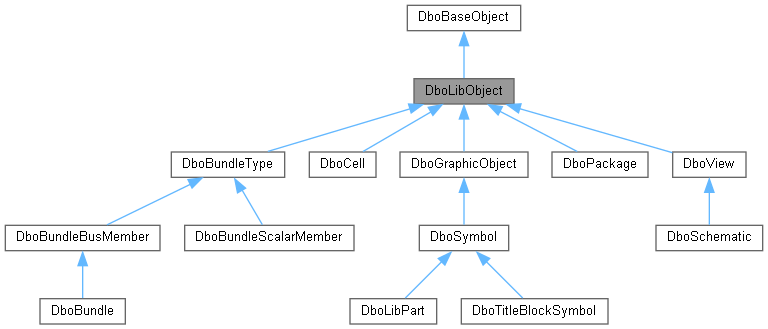 DboBaseObject
DboLibObject
DboBundleType
DboCell
DboGraphicObject
DboPackage
DboView
DboBundleBusMember
DboBundleScalarMember
DboSymbol
DboSchematic
DboBundle
DboLibPart
DboTitleBlockSymbol